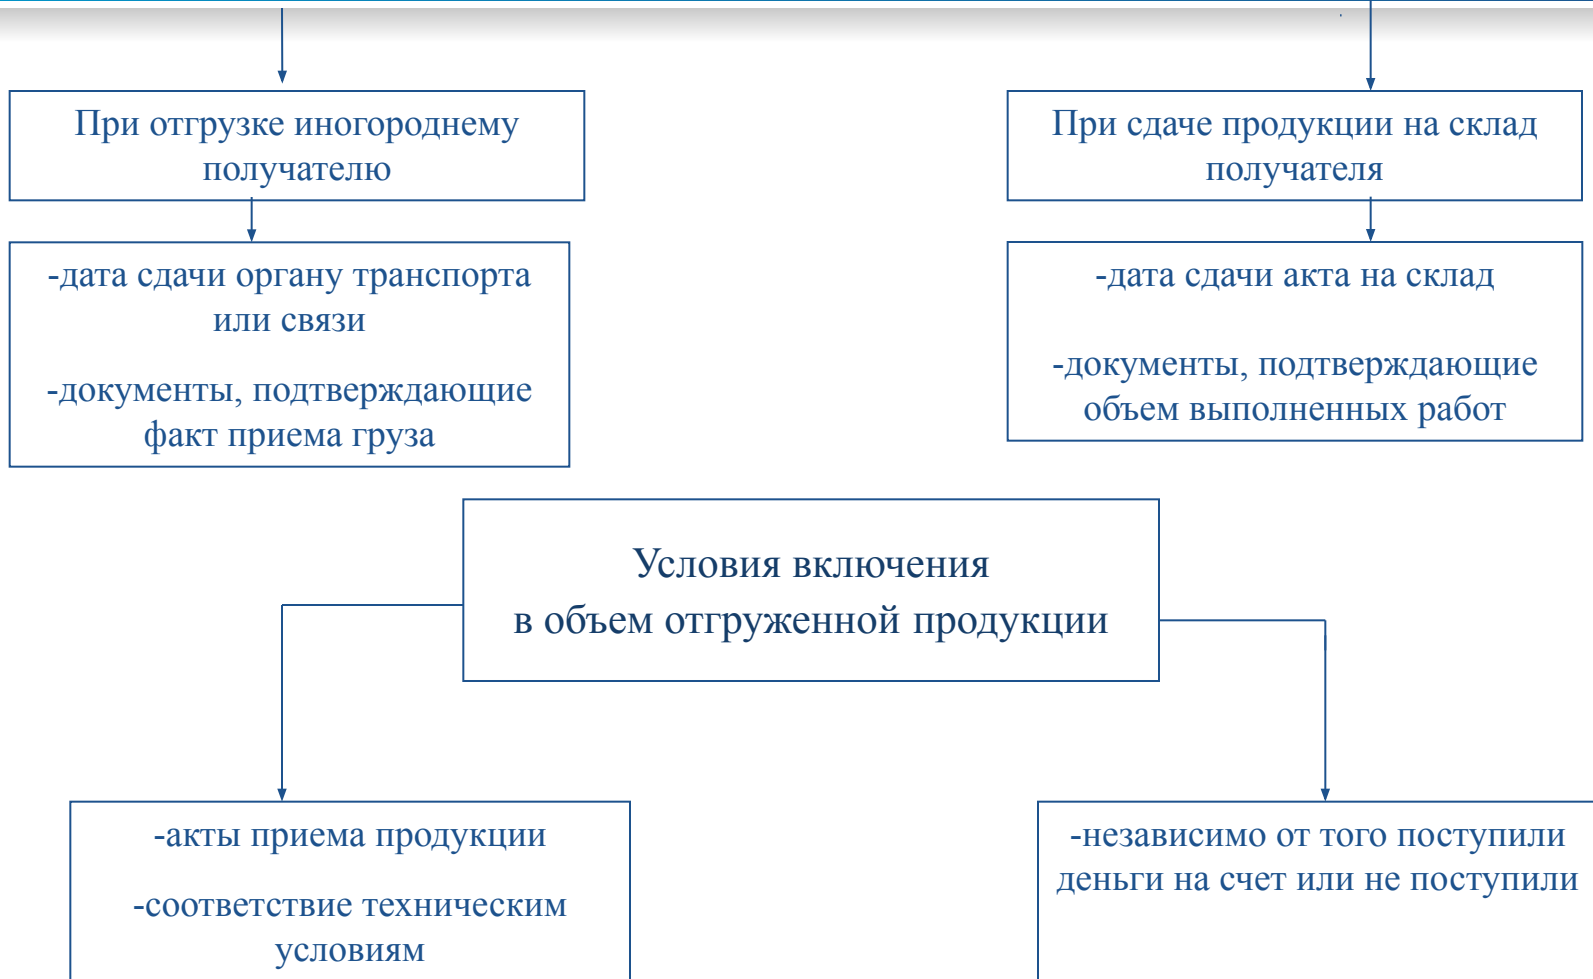 При отгрузке иногороднему
получателю
При сдаче продукции на склад
получателя
-дата сдачи органу транспорта
или связи
-документы, подтверждающие
факт приема груза
-дата сдачи акта на склад
-документы, подтверждающие
объем выполненных работ
Условия включения
в объем отгруженной продукции
-акты приема продукции
-соответствие техническим
условиям
-независимо от того поступили
деньги на счет или не поступили